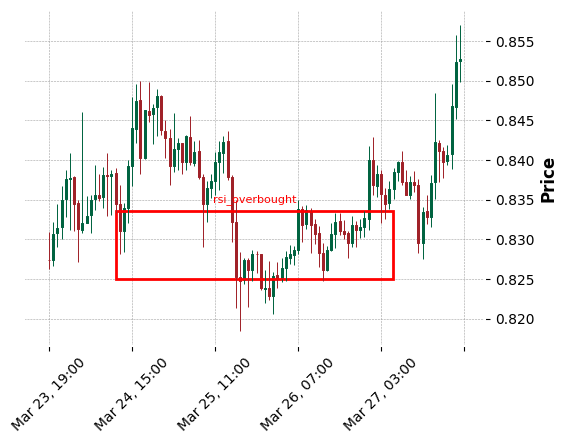 0.855
0.850
0.845
0.840
0.835
0.830
0.825
0.820
Price
rsi_overbought
Mar 23, 19:00
Mar 24, 15:00
Mar 25, 11:00
Mar 26, 07:00
Mar 27, 03:00